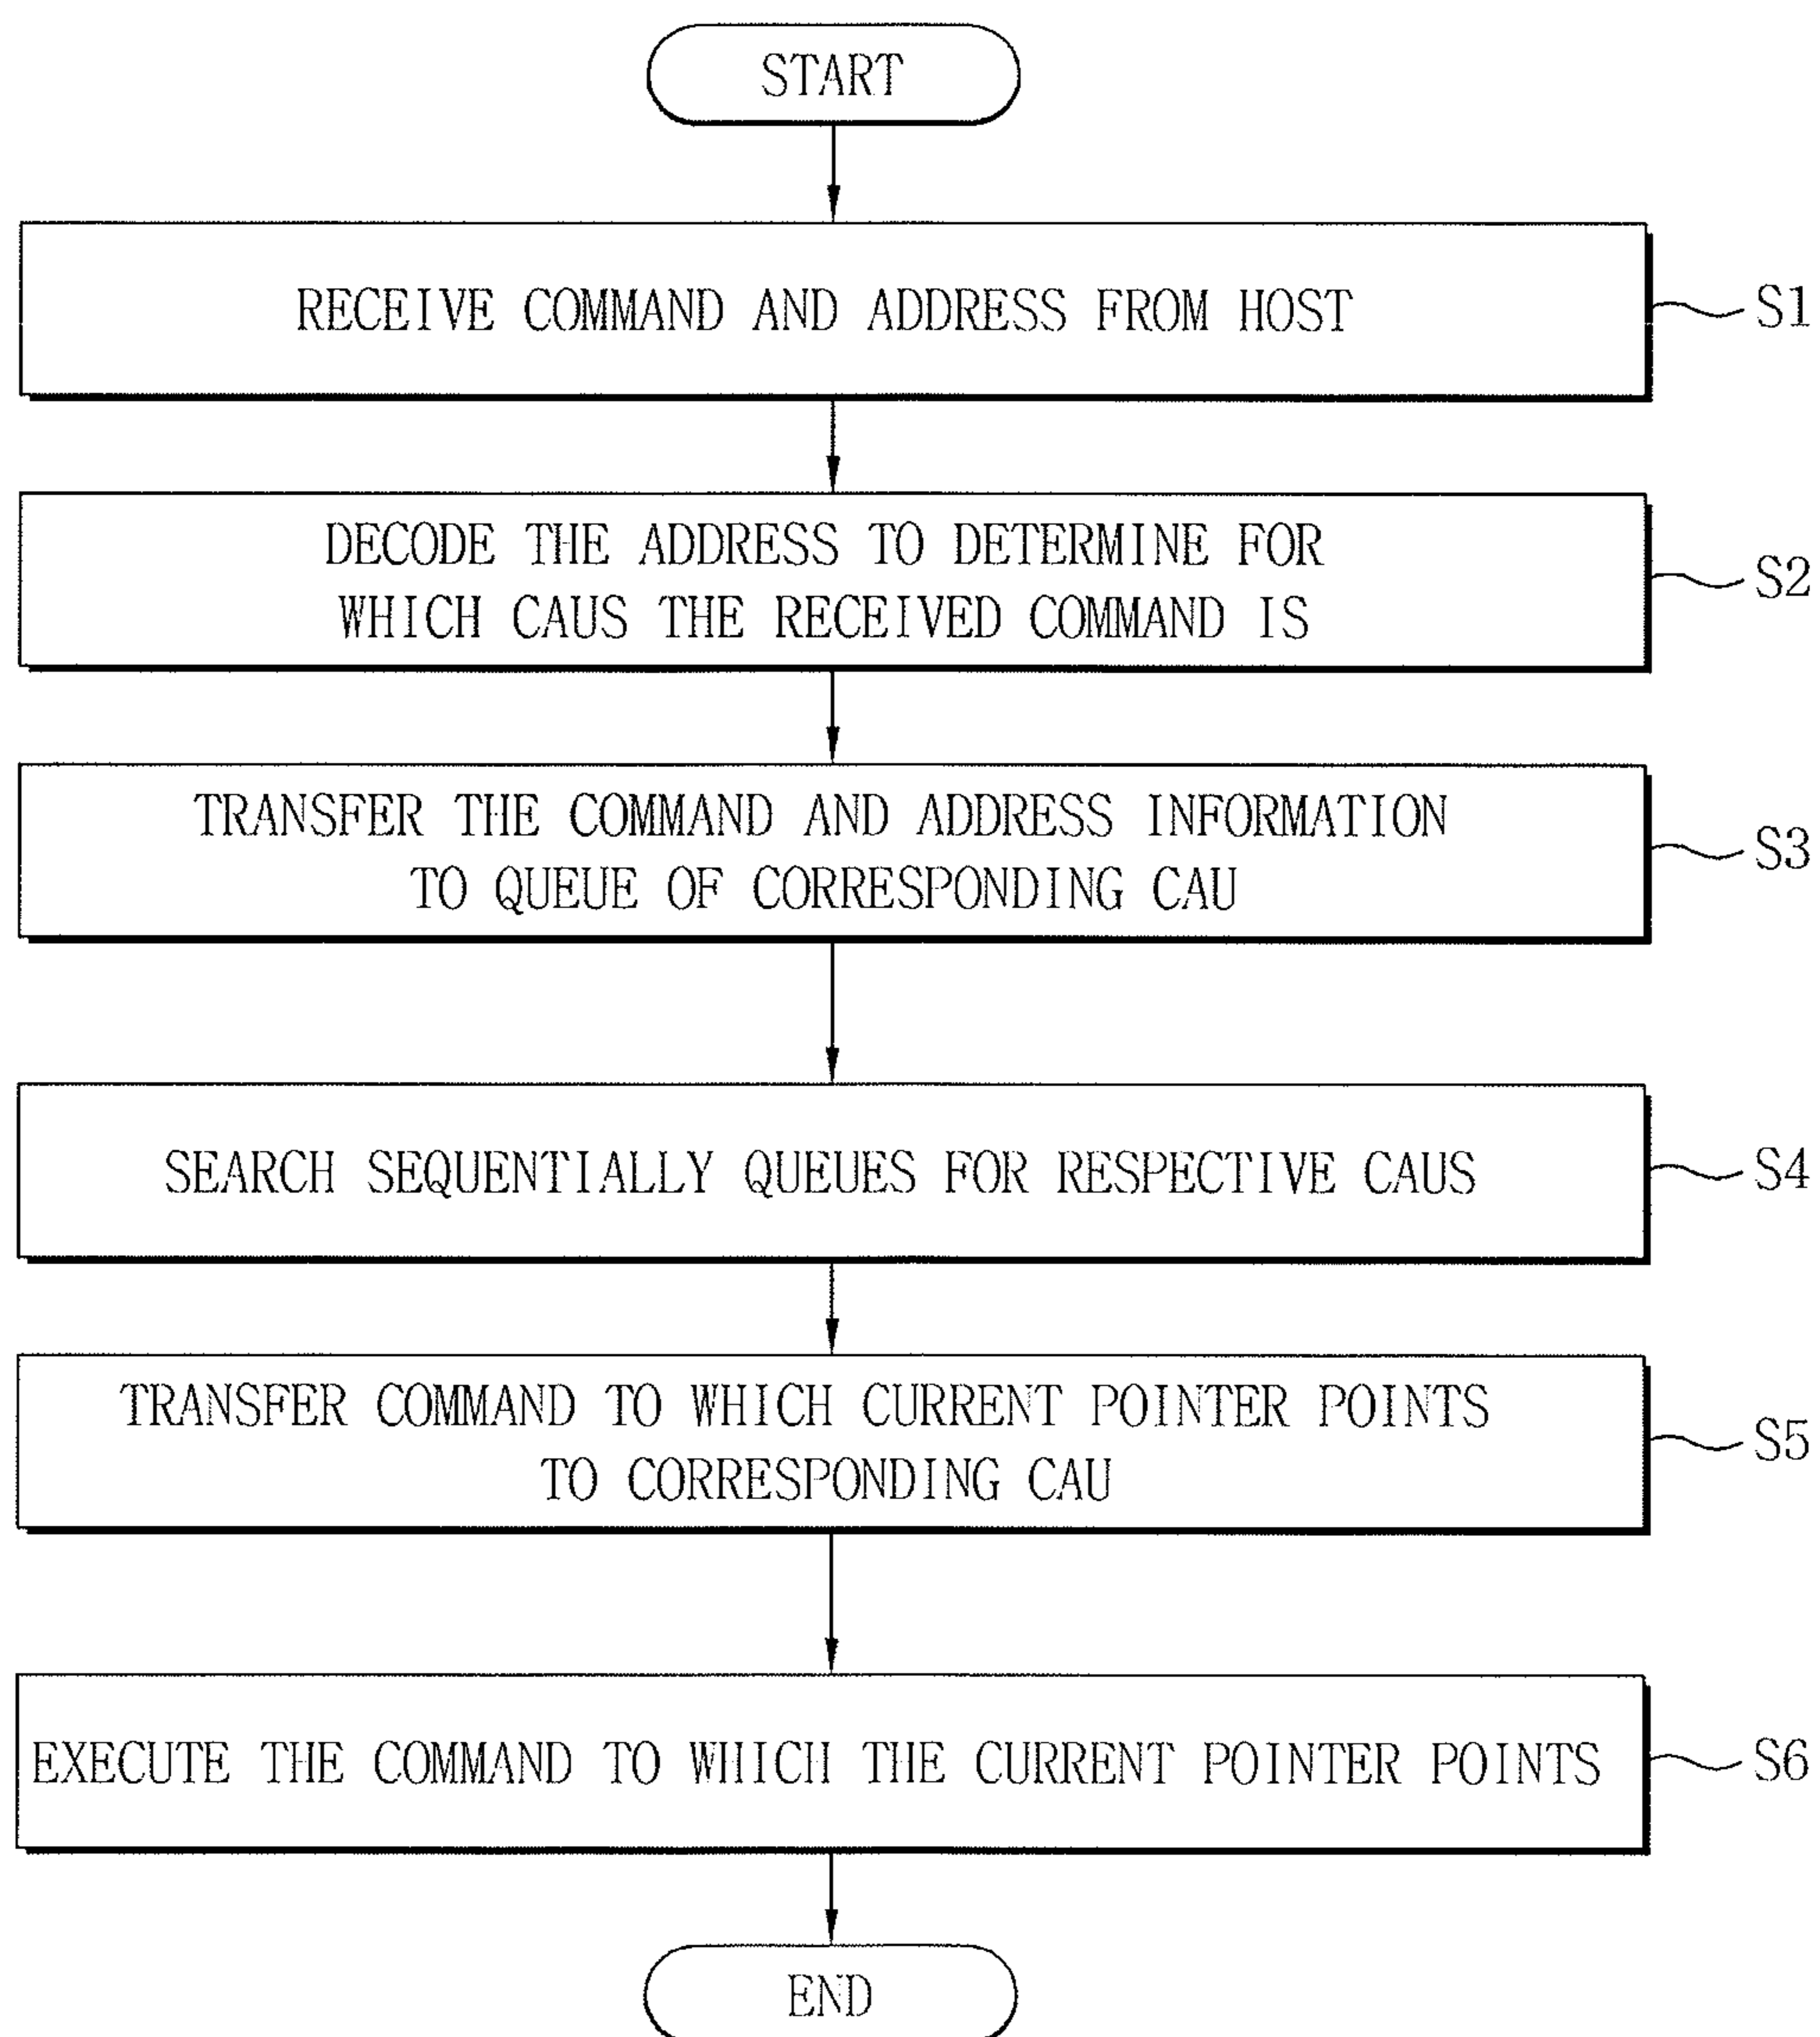 START
RECEIVE COMMAND AND ADDRESS FROM HOST
S1
DECODE THE ADDRESS TO DETERMINE FOR
WHICH CAUS THE RECEIVED COMMAND IS
S2
TRANSFER THE COMMAND AND ADDRESS INFORMATION
TO QUEUE OF CORRESPONDING CAU
S3
SEARCH SEQUENTIALLY QUEUES FOR RESPECTIVE CAUS
S4
TRANSFER COMMAND TO WHICH CURRENT POINTER POINTS
TO CORRESPONDING CAU
S5
EXECUTE THE COMMAND TO WHICH THE CURRENT POINTER POINTS
S6
END